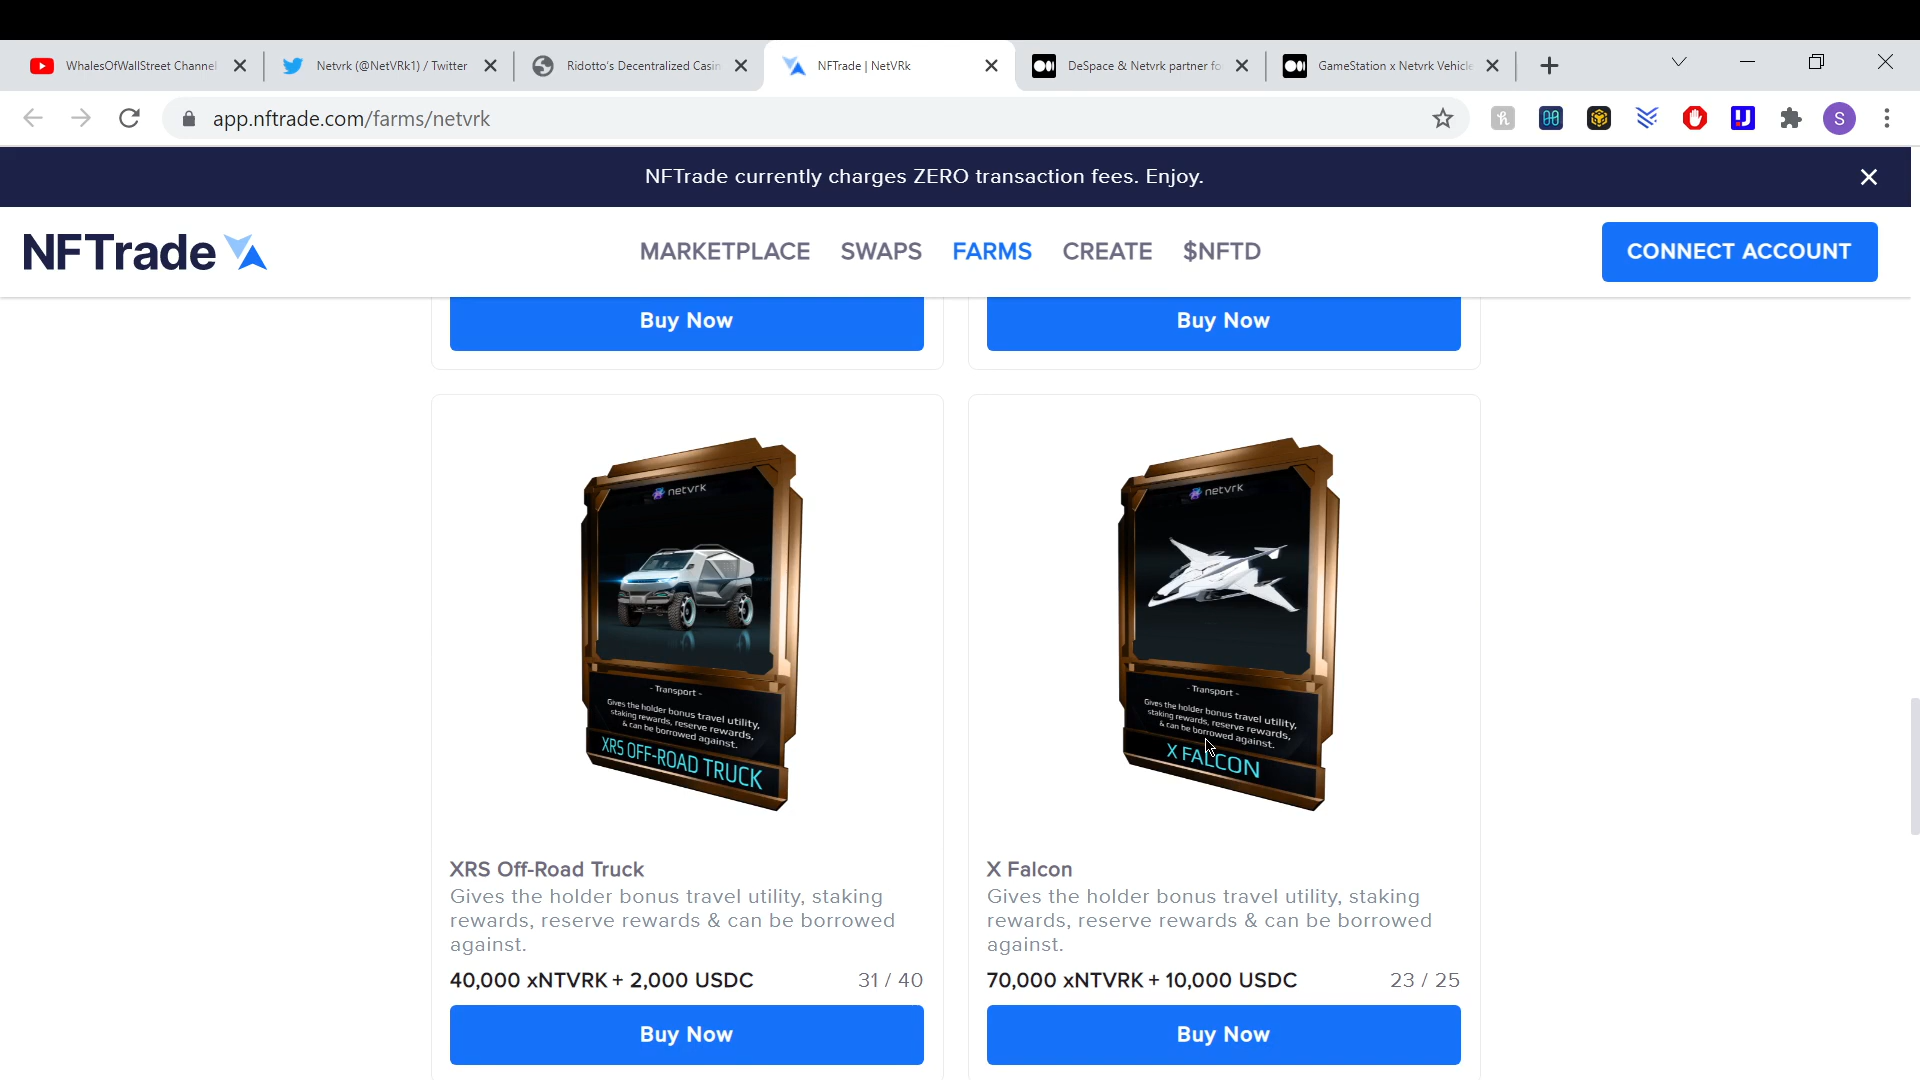 WhalesOfWallStreet Channel
Netvrk (@NetVRk1) / Twitter
Ridotto's Decentralized Casin
NFTrade | NetVRk
DeSpace & Netvrk partner fo
GameStation x Netvrk Vehicle
app.nftrade.com/farms/netvrk
S
NFTrade currently charges ZERO transaction fees. Enjoy.
NFTrade
MARKETPLACE SWAPS FARMS CREATE $NFTD
CONNECT ACCOUNT
Buy Now
Buy Now
netvrk
- Transport -
Gives the holder bonus travel utility,
staking rewards, reserve rewards,
& can be borrowed against.
XRS OFF-ROAD TRUCK
netvrk
- Transport -
Gives the holder bonus travel utility,
staking rewards, reserve rewards,
& can be borrowed against.
X FALCON
XRS Off-Road Truck
Gives the holder bonus travel utility, staking
rewards, reserve rewards & can be borrowed
against.
40,000 xNTVRK + 2,000 USDC 31 / 40
Buy Now
X Falcon
Gives the holder bonus travel utility, staking
rewards, reserve rewards & can be borrowed
against.
70,000 xNTVRK + 10,000 USDC 23 / 25
Buy Now